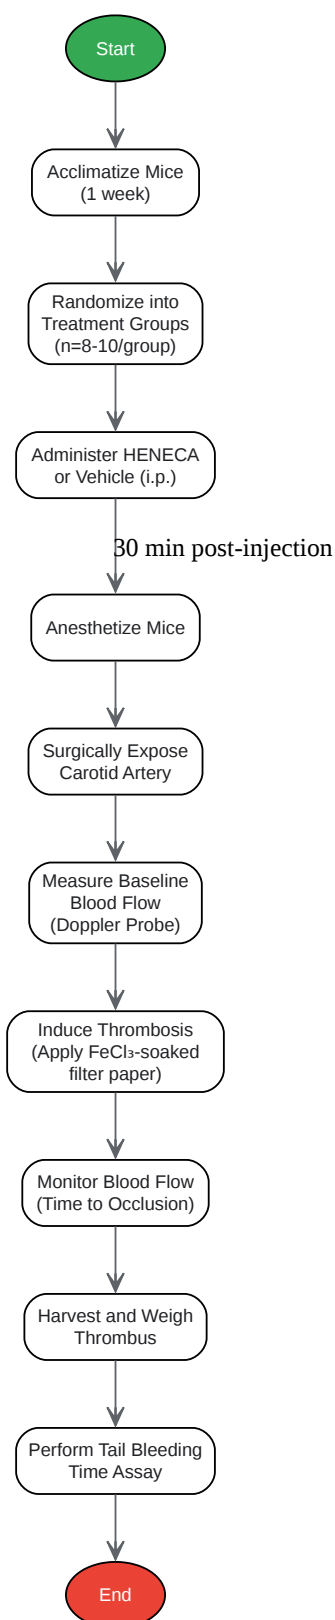 Start
Acclimatize Mice
(1 week)
Randomize into
Treatment Groups
(n=8-10/group)
Administer HENECA
or Vehicle (i.p.)
30 min post-injection
Anesthetize Mice
Surgically Expose
Carotid Artery
Measure Baseline
Blood Flow
(Doppler Probe)
Induce Thrombosis
(Apply FeCl₃-soaked
filter paper)
Monitor Blood Flow
(Time to Occlusion)
Harvest and Weigh
Thrombus
Perform Tail Bleeding
Time Assay
End